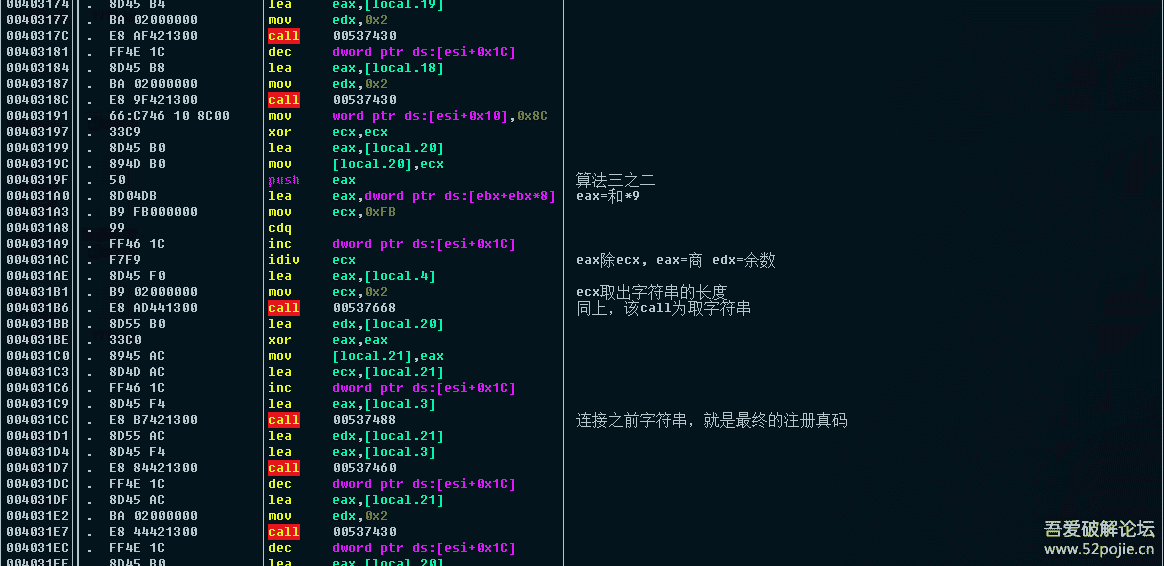 00403174 . 8D45 B4 lea eax,[local.19]
00403177 . BA 02000000 mov edx,0x2
0040317C . E8 AF421300 call 00537430
00403181 . FF4E 1C dec dword ptr ds:[esi+0x1C]
00403184 . 8D45 B8 lea eax,[local.18]
00403187 . BA 02000000 mov edx,0x2
0040318C . E8 9F421300 call 00537430
00403191 . 66:C746 10 8C00 mov word ptr ds:[esi+0x10],0x8C
00403197 . 33C9 xor ecx,ecx
00403199 . 8D45 B0 lea eax,[local.20]
0040319C . 894D B0 mov [local.20],ecx
0040319F . 50 push eax 算法三之二
004031A0 . 8D04DB lea eax,dword ptr ds:[ebx+ebx*8] eax=和*9
004031A3 . B9 FB000000 mov ecx,0xFB
004031A8 . 99 cdq
004031A9 . FF46 1C inc dword ptr ds:[esi+0x1C]
004031AC . F7F9 idiv ecx eax除ecx, eax=商 edx=余数
004031AE . 8D45 F0 lea eax,[local.4]
004031B1 . B9 02000000 mov ecx,0x2 ecx取出字符串的长度
004031B6 . E8 AD441300 call 00537668 同上，该call为取字符串
004031BB . 8D55 B0 lea edx,[local.20]
004031BE . 33C0 xor eax,eax
004031C0 . 8945 AC mov [local.21],eax
004031C3 . 8D4D AC lea ecx,[local.21]
004031C6 . FF46 1C inc dword ptr ds:[esi+0x1C]
004031C9 . 8D45 F4 lea eax,[local.3]
004031CC . E8 B7421300 call 00537488 连接之前字符串，就是最终的注册真码
004031D1 . 8D55 AC lea edx,[local.21]
004031D4 . 8D45 F4 lea eax,[local.3]
004031D7 . E8 84421300 call 00537460
004031DC . FF4E 1C dec dword ptr ds:[esi+0x1C]
004031DF . 8D45 AC lea eax,[local.21]
004031E2 . BA 02000000 mov edx,0x2
004031E7 . E8 44421300 call 00537430
004031EC . FF4E 1C dec dword ptr ds:[esi+0x1C]
004031EF . 8D45 B0 lea eax,[local.20]
吾爱破解论坛
www.52pojie.cn